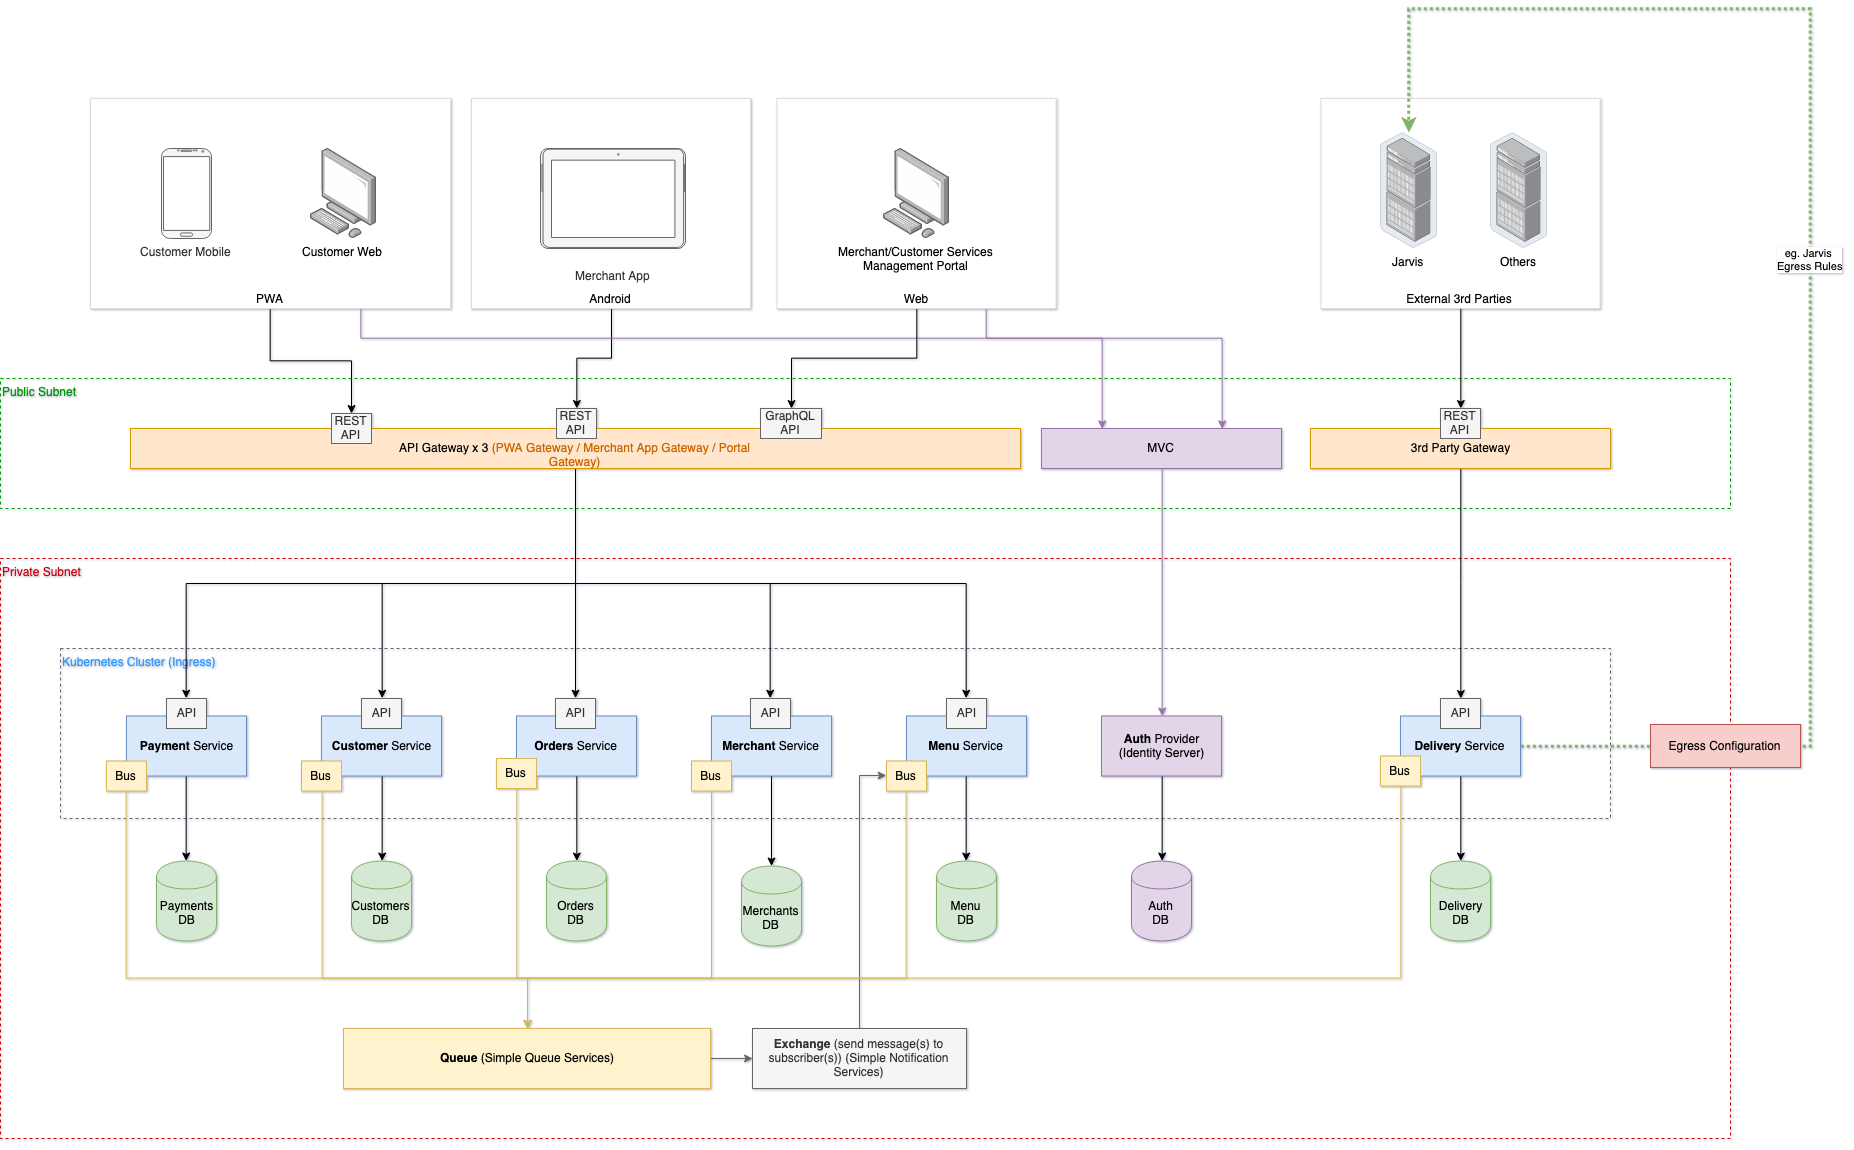 eg. Jarvis
Egress Rules
Customer Mobile
Customer Web
PWA
Merchant App
Android
Merchant/Customer Services
Management Portal
Web
Jarvis
Others
External 3rd Parties
Public Subnet
REST
API
REST
API
GraphQL
API
REST
API
API Gateway x 3 (PWA Gateway / Merchant App Gateway / Portal
Gateway)
MVC
3rd Party Gateway
Private Subnet
Kubernetes Cluster (Ingress)
API
API
API
API
API
API
Payment Service
Customer Service
Orders Service
Merchant Service
Menu Service
Auth Provider
(Identity Server)
Delivery Service
Egress Configuration
Bus
Bus
Bus
Bus
Bus
Bus
Payments
DB
Customers
DB
Orders
DB
Merchants
DB
Menu
DB
Auth
DB
Delivery
DB
Queue (Simple Queue Services)
Exchange (send message(s) to
subscriber(s)) (Simple Notification
Services)